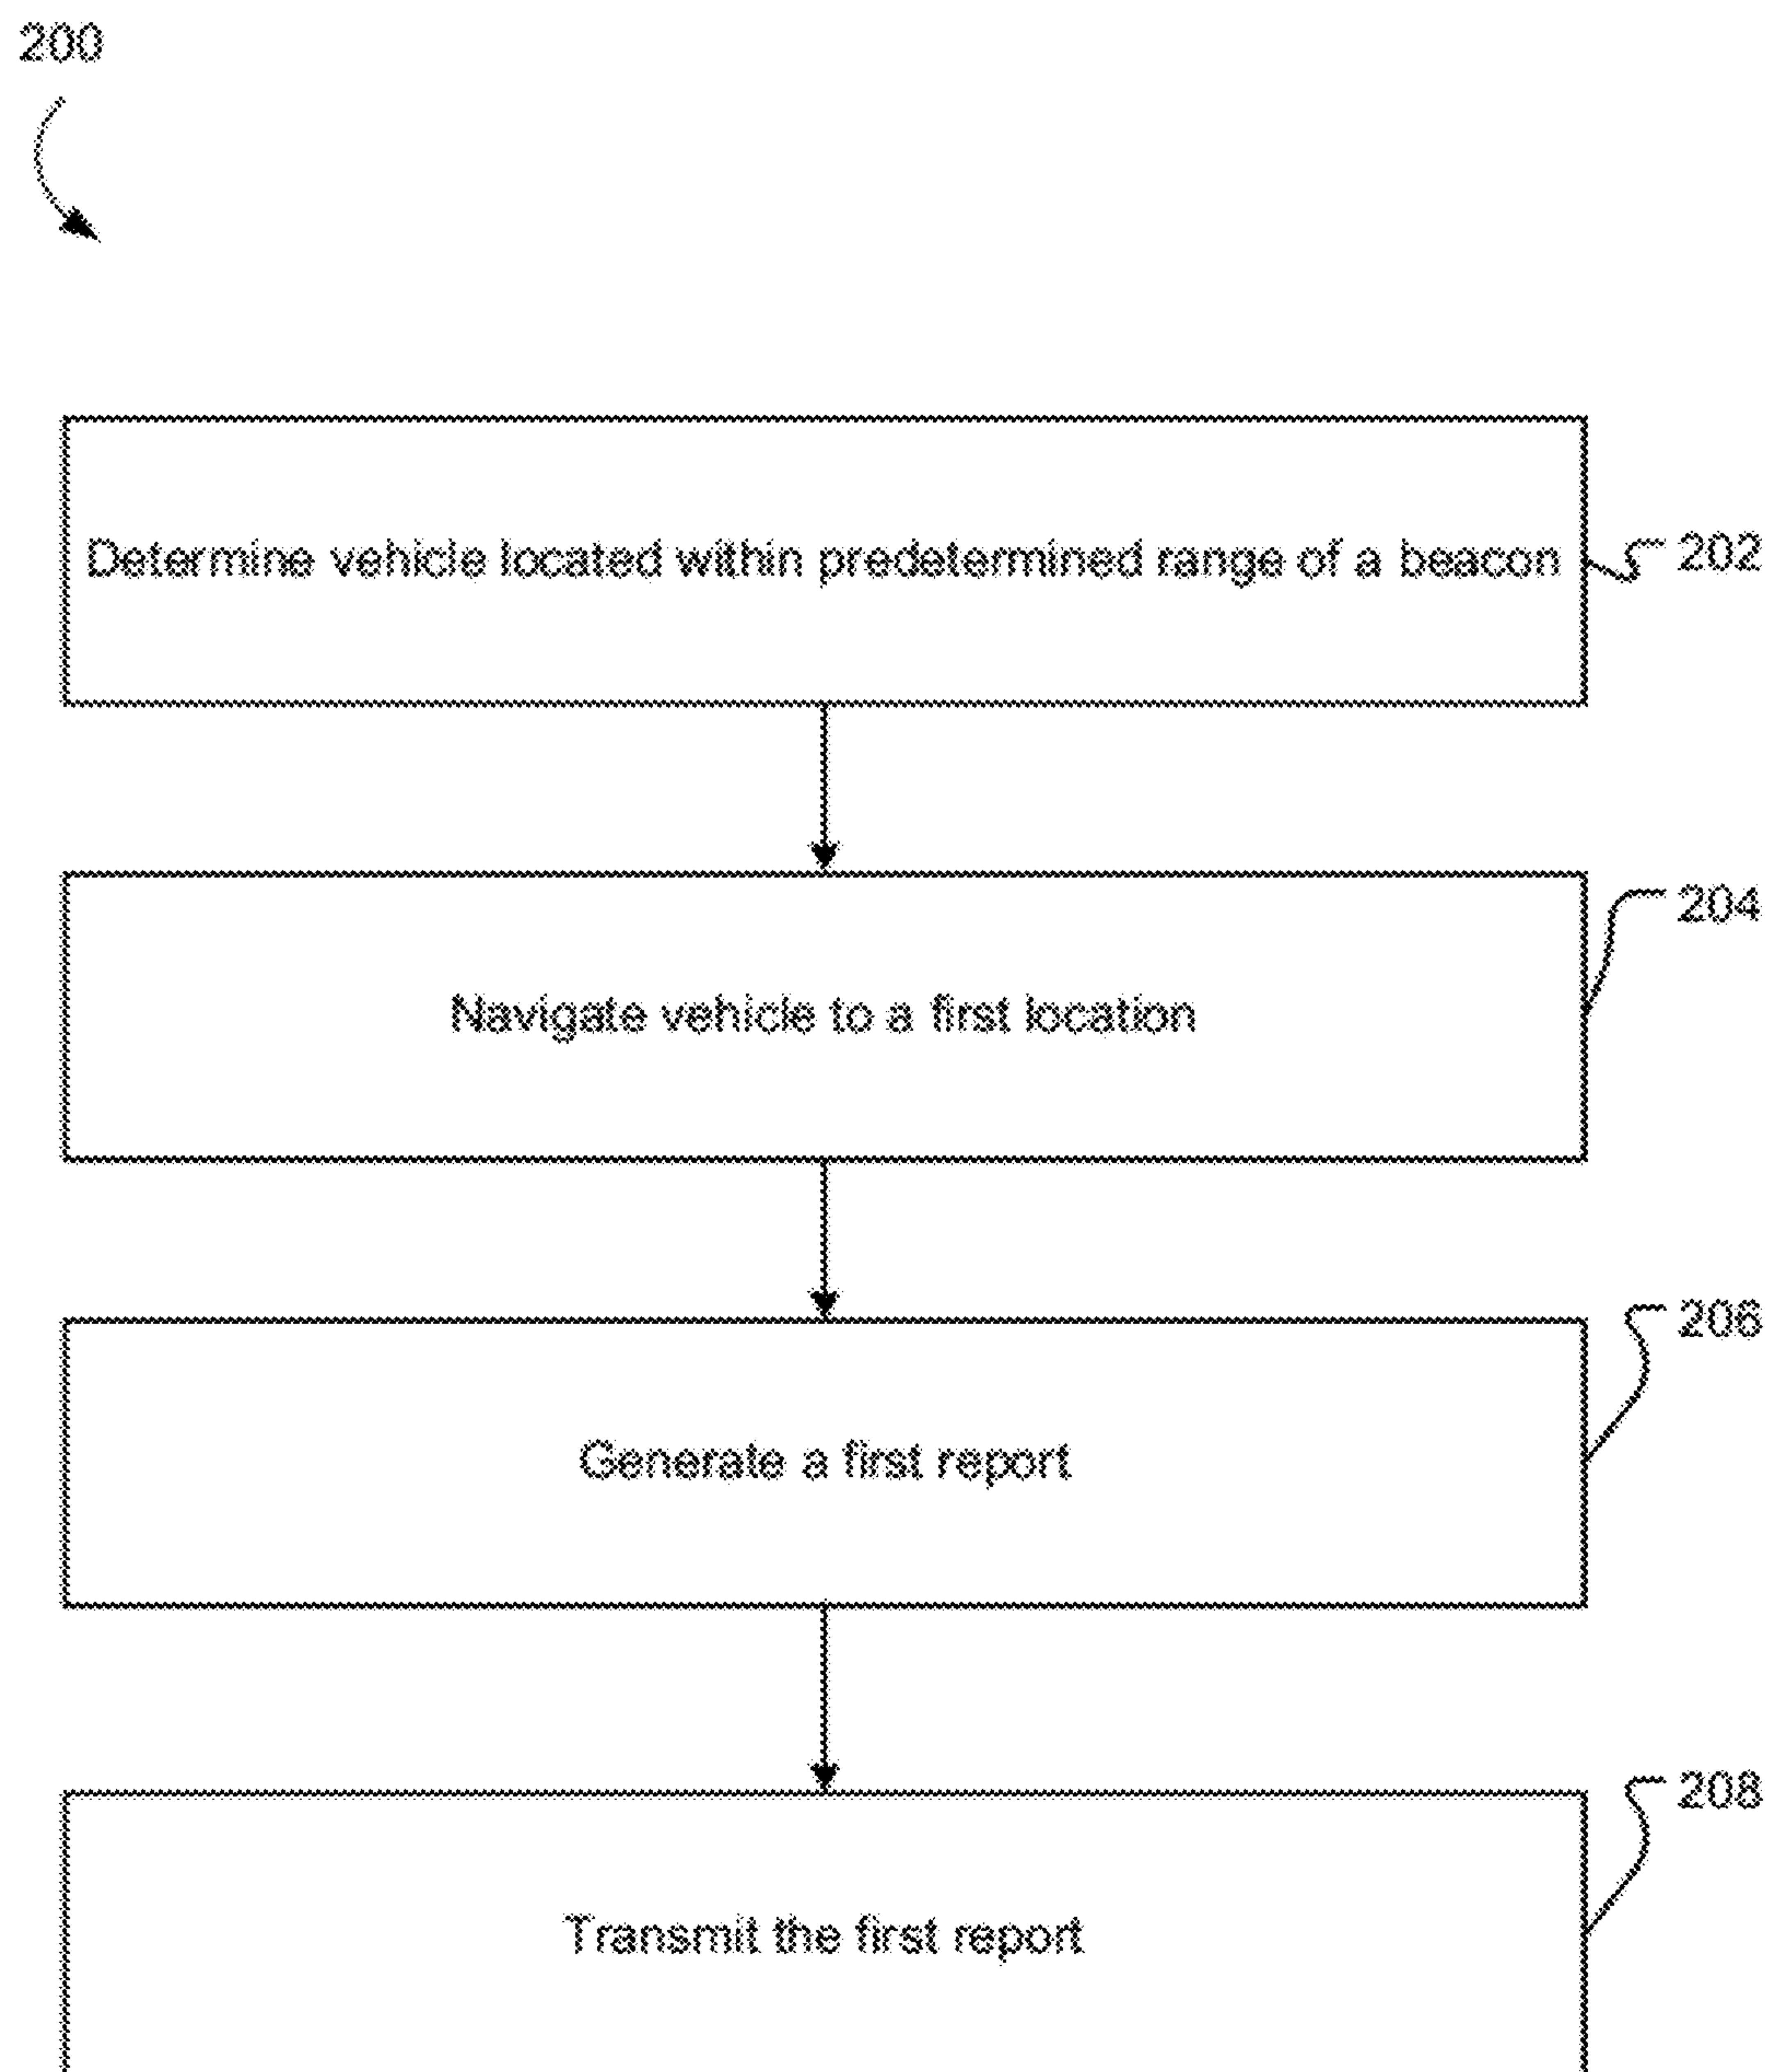 200
Determine vehicle located within predetermined range of a beacon
202
Navigate vehicle to a first location
204
Generate a first report
206
Transmit the first report
208